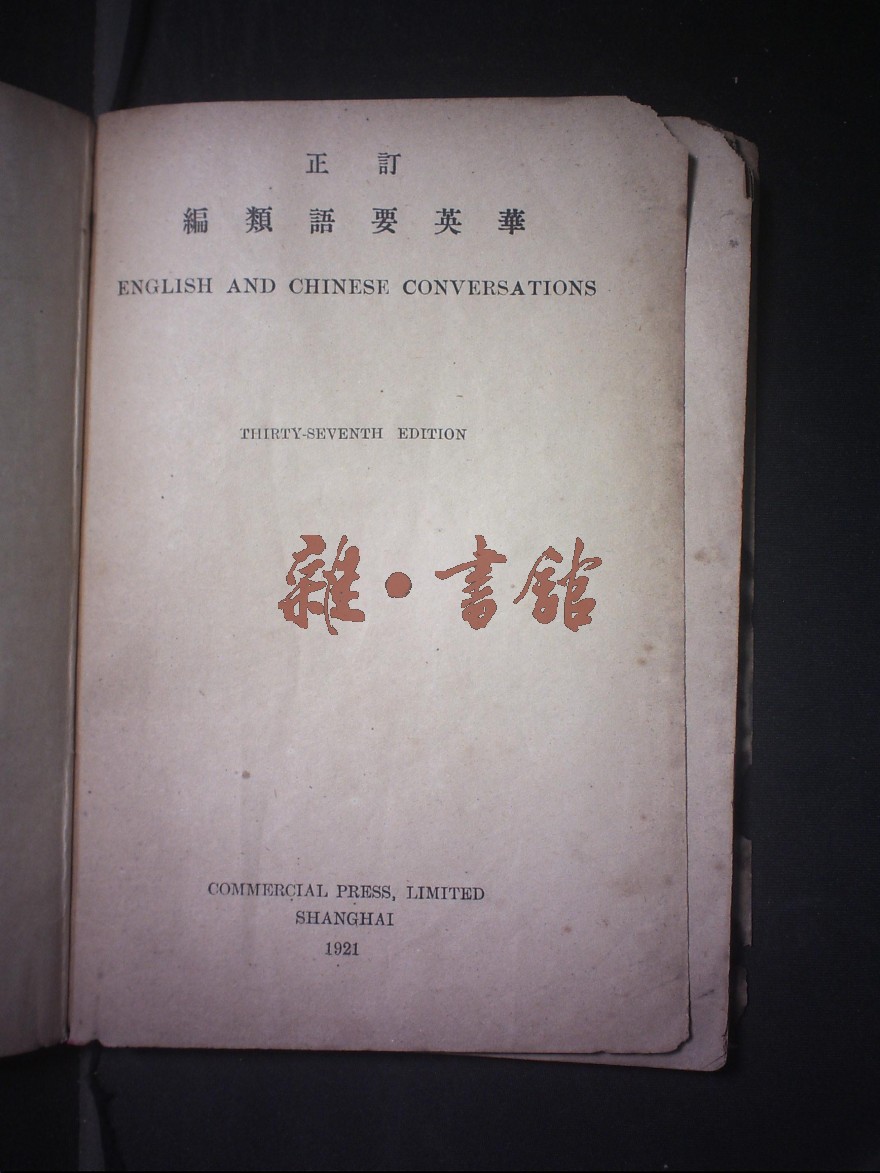 訂正
華英要語類編
ENGLISH AND CHINESE CONVERSATIONS
THIRTY-SEVENTH EDITION
雜·書館
COMMERCIAL PRESS, LIMITED
SHANGHAI
1921